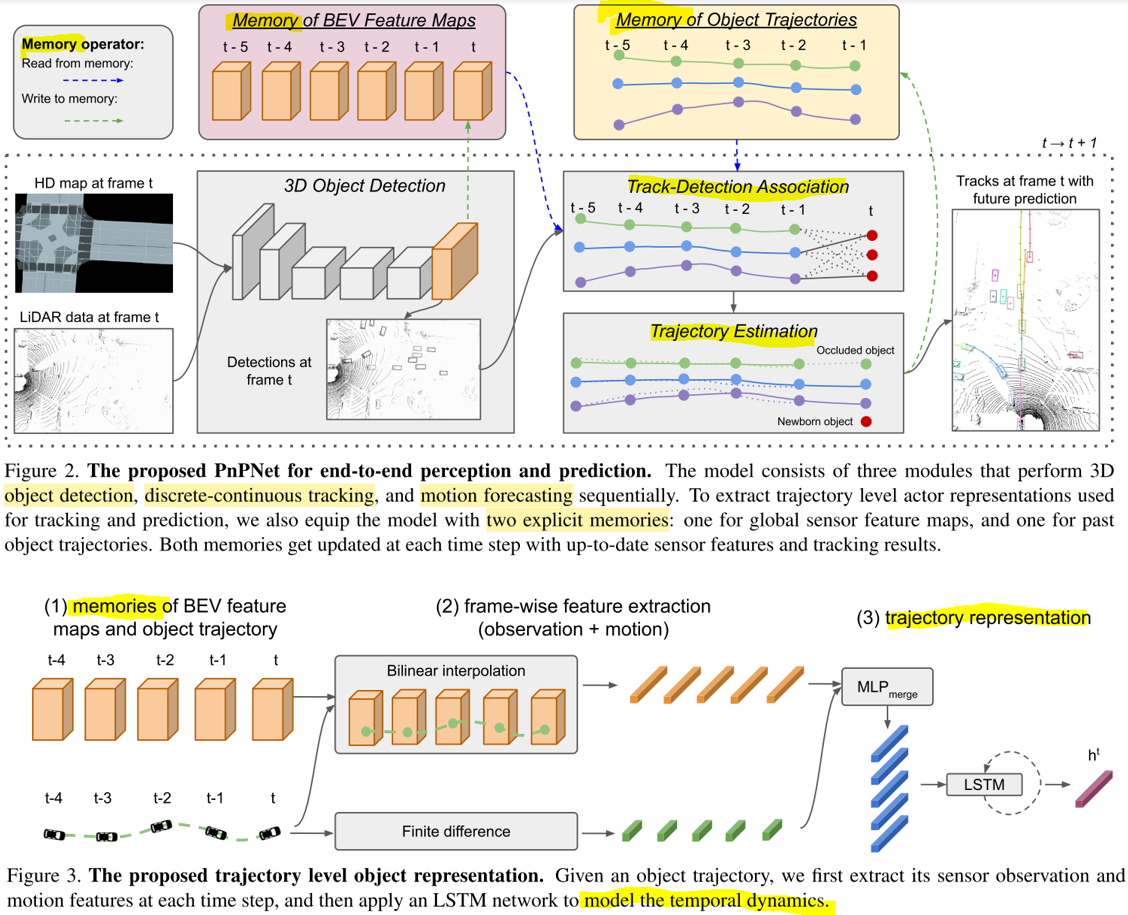 Memory of BEV Feature Maps
t - 5 t - 4 t - 3 t - 2 t - 1 t
Memory of Object Trajectories
t - 5 t - 4 t - 3 t - 2 t - 1
Memory operator:
Read from memory:
Write to memory:
t → t + 1
HD map at frame t
LiDAR data at frame t
3D Object Detection
Detections at
frame t
Track-Detection Association
t - 5 t - 4 t - 3 t - 2 t - 1 t
Trajectory Estimation
Occluded object
Newborn object
Tracks at frame t with
future prediction
Figure 2. The proposed PnPNet for end-to-end perception and prediction. The model consists of three modules that perform 3D
object detection, discrete-continuous tracking, and motion forecasting sequentially. To extract trajectory level actor representations used
for tracking and prediction, we also equip the model with two explicit memories: one for global sensor feature maps, and one for past
object trajectories. Both memories get updated at each time step with up-to-date sensor features and tracking results.
(1) memories of BEV feature
maps and object trajectory
t-4 t-3 t-2 t-1 t
t-4 t-3 t-2 t-1 t
(2) frame-wise feature extraction
(observation + motion)
Bilinear interpolation
Finite difference
(3) trajectory representation
MLPmerge
LSTM
hᵗ
Figure 3. The proposed trajectory level object representation. Given an object trajectory, we first extract its sensor observation and
motion features at each time step, and then apply an LSTM network to model the temporal dynamics.